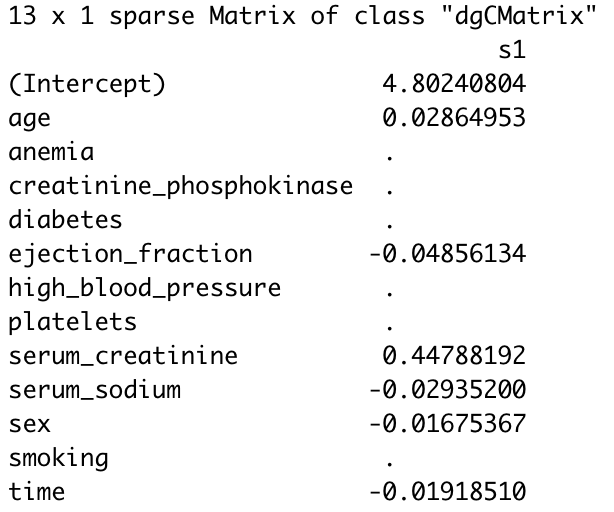 13 x 1 sparse Matrix of class "dgCMatrix"
s1
(Intercept) 4.80240804
age 0.02864953
anemia .
creatinine_phosphokinase .
diabetes .
ejection_fraction -0.04856134
high_blood_pressure .
platelets .
serum_creatinine 0.44788192
serum_sodium -0.02935200
sex -0.01675367
smoking .
time -0.01918510